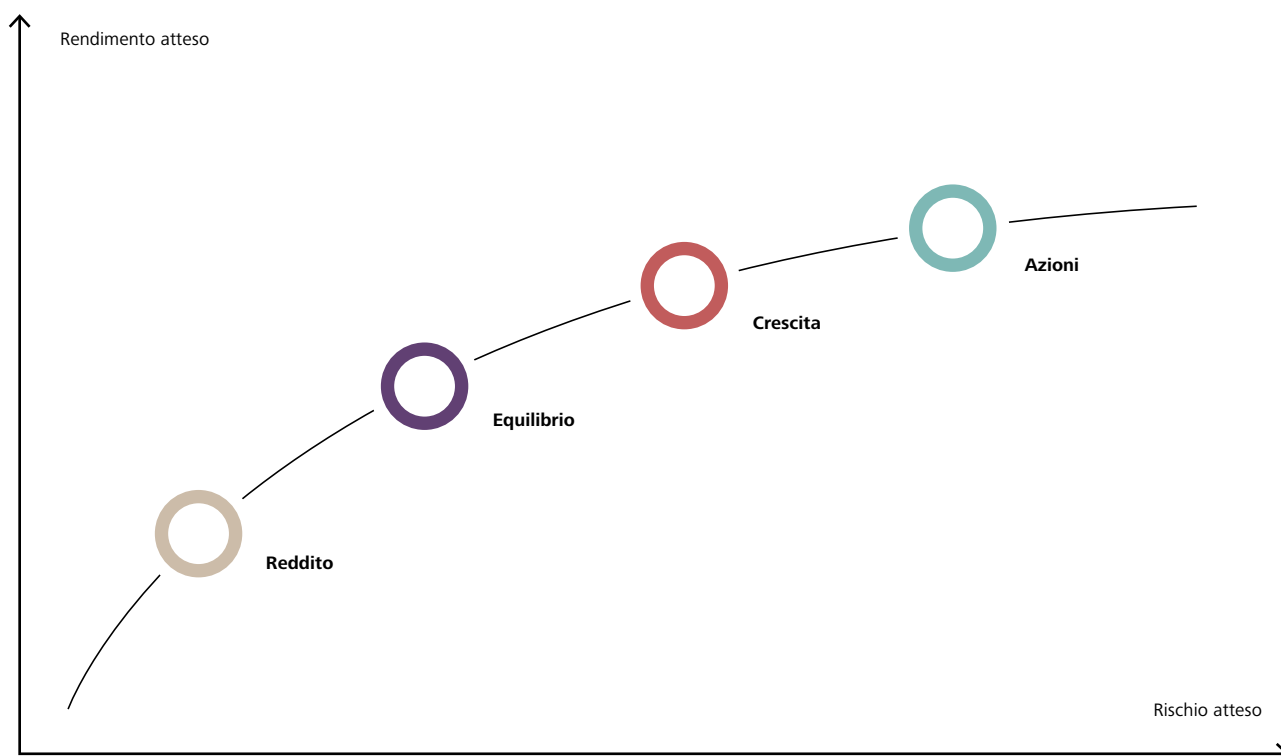 Rendimento atteso
Azioni
Crescita
Equilibrio
Reddito
Rischio atteso